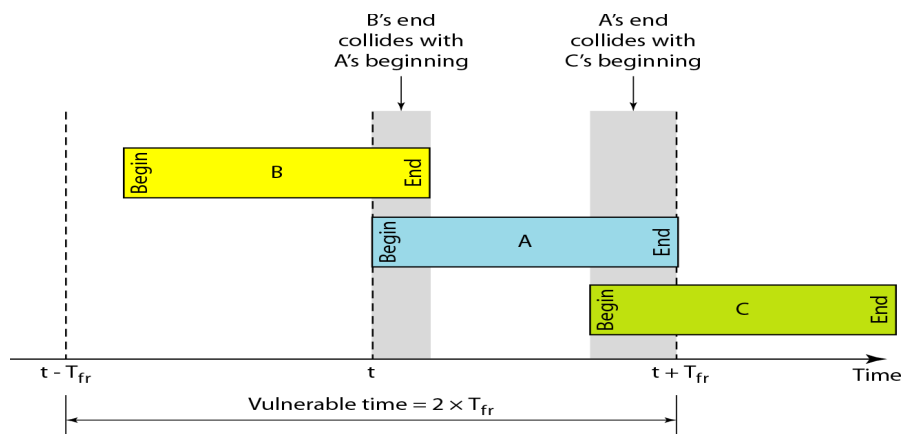 B's end
collides with
A's beginning
A's end
collides with
C's beginning
Begin
B
End
Begin
A
End
Begin
C
End
t - Tfr
t
t + Tfr
Time
Vulnerable time = 2 × Tfr